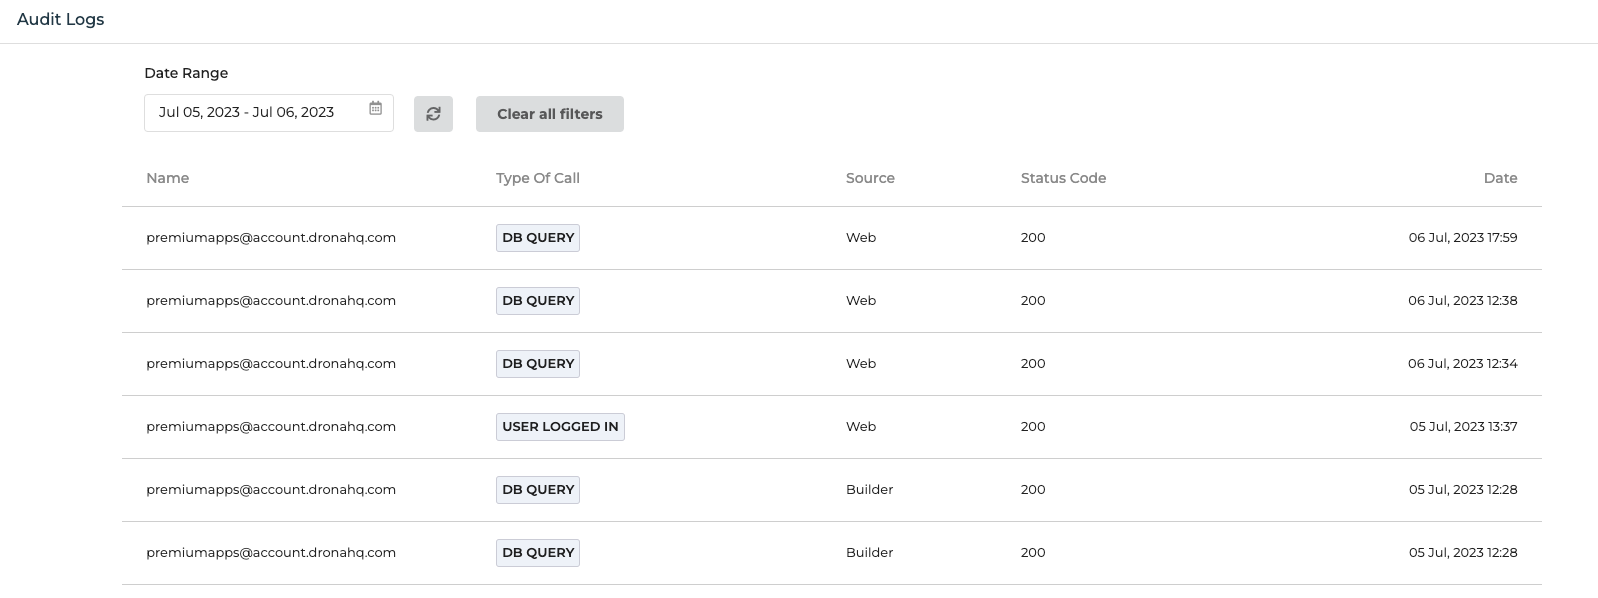 Audit Logs
Date Range
Jul 05, 2023 - Jul 06, 2023
Clear all filters
Name Type Of Call Source Status Code Date
premiumapps@account.dronahq.com DB QUERY Web 200 06 Jul, 2023 17:59
premiumapps@account.dronahq.com DB QUERY Web 200 06 Jul, 2023 12:38
premiumapps@account.dronahq.com DB QUERY Web 200 06 Jul, 2023 12:34
premiumapps@account.dronahq.com USER LOGGED IN Web 200 05 Jul, 2023 13:37
premiumapps@account.dronahq.com DB QUERY Builder 200 05 Jul, 2023 12:28
premiumapps@account.dronahq.com DB QUERY Builder 200 05 Jul, 2023 12:28